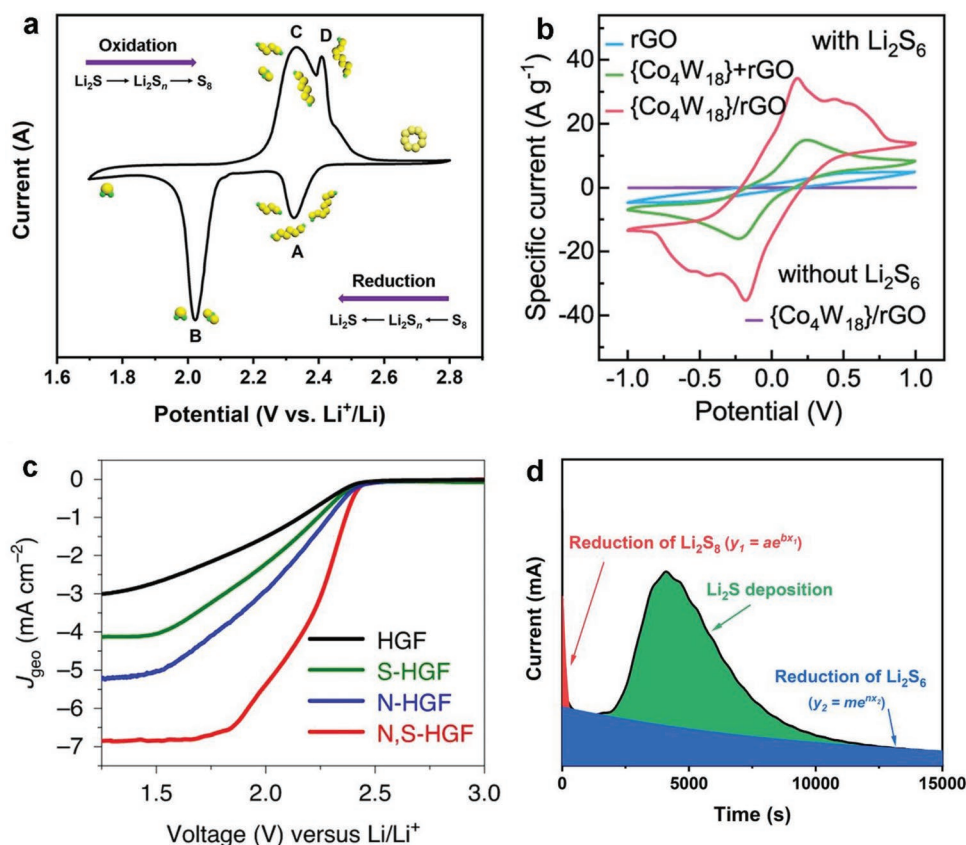 a
Oxidation
Li₂S → Li₂Sₙ → S₈
C
D
A
B
Reduction
Li₂S ← Li₂Sₙ ← S₈
Current (A)
1.6 1.8 2.0 2.2 2.4 2.6 2.8
Potential (V vs. Li⁺/Li)
b
with Li₂S₆
rGO
{Co₄W₁₈}+rGO
{Co₄W₁₈}/rGO
without Li₂S₆
{Co₄W₁₈}/rGO
Specific current (A g⁻¹)
40
20
0
-20
-40
-1.0 -0.5 0.0 0.5 1.0
Potential (V)
c
0
–1
–2
–3
–4
–5
–6
–7
J_geo (mA cm⁻²)
HGF
S-HGF
N-HGF
N,S-HGF
1.5 2.0 2.5 3.0
Voltage (V) versus Li/Li⁺
d
Reduction of Li₂S₈ (y₁ = ae^{bx₁})
Li₂S deposition
Reduction of Li₂S₆
(y₂ = me^{nx₂})
Current (mA)
0 5000 10000 15000
Time (s)